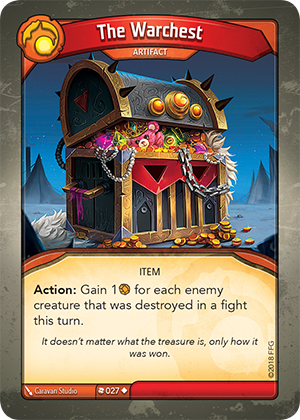 The Warchest
ARTIFACT
ITEM
Action: Gain 1 for each enemy
creature that was destroyed in a fight
this turn.
It doesn't matter what the treasure is, only how it
was won.
Caravan Studio
027
©2018 FFG